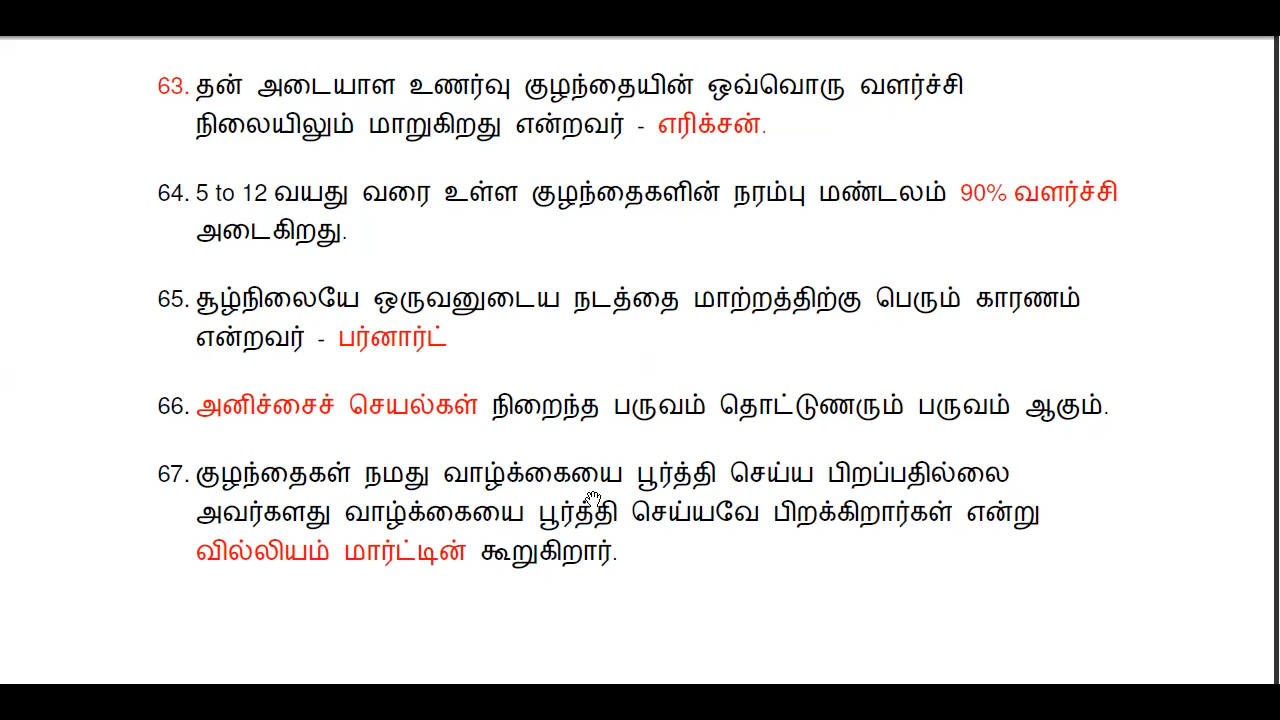 63. தன் அடையாள உணர்வு குழந்தையின் ஒவ்வொரு வளர்ச்சி
நிலையிலும் மாறுகிறது என்றவர் - எரிக்சன்.
64. 5 to 12 வயது வரை உள்ள குழந்தைகளின் நரம்பு மண்டலம் 90% வளர்ச்சி
அடைகிறது.
65. சூழ்நிலையே ஒருவனுடைய நடத்தை மாற்றத்திற்கு பெரும் காரணம்
என்றவர் - பர்னார்ட்
66. அனிச்சைச் செயல்கள் நிறைந்த பருவம் தொட்டுணரும் பருவம் ஆகும்.
67. குழந்தைகள் நமது வாழ்க்கையை பூர்த்தி செய்ய பிறப்பதில்லை
அவர்களது வாழ்க்கையை பூர்த்தி செய்யவே பிறக்கிறார்கள் என்று
வில்லியம் மார்ட்டின் கூறுகிறார்.